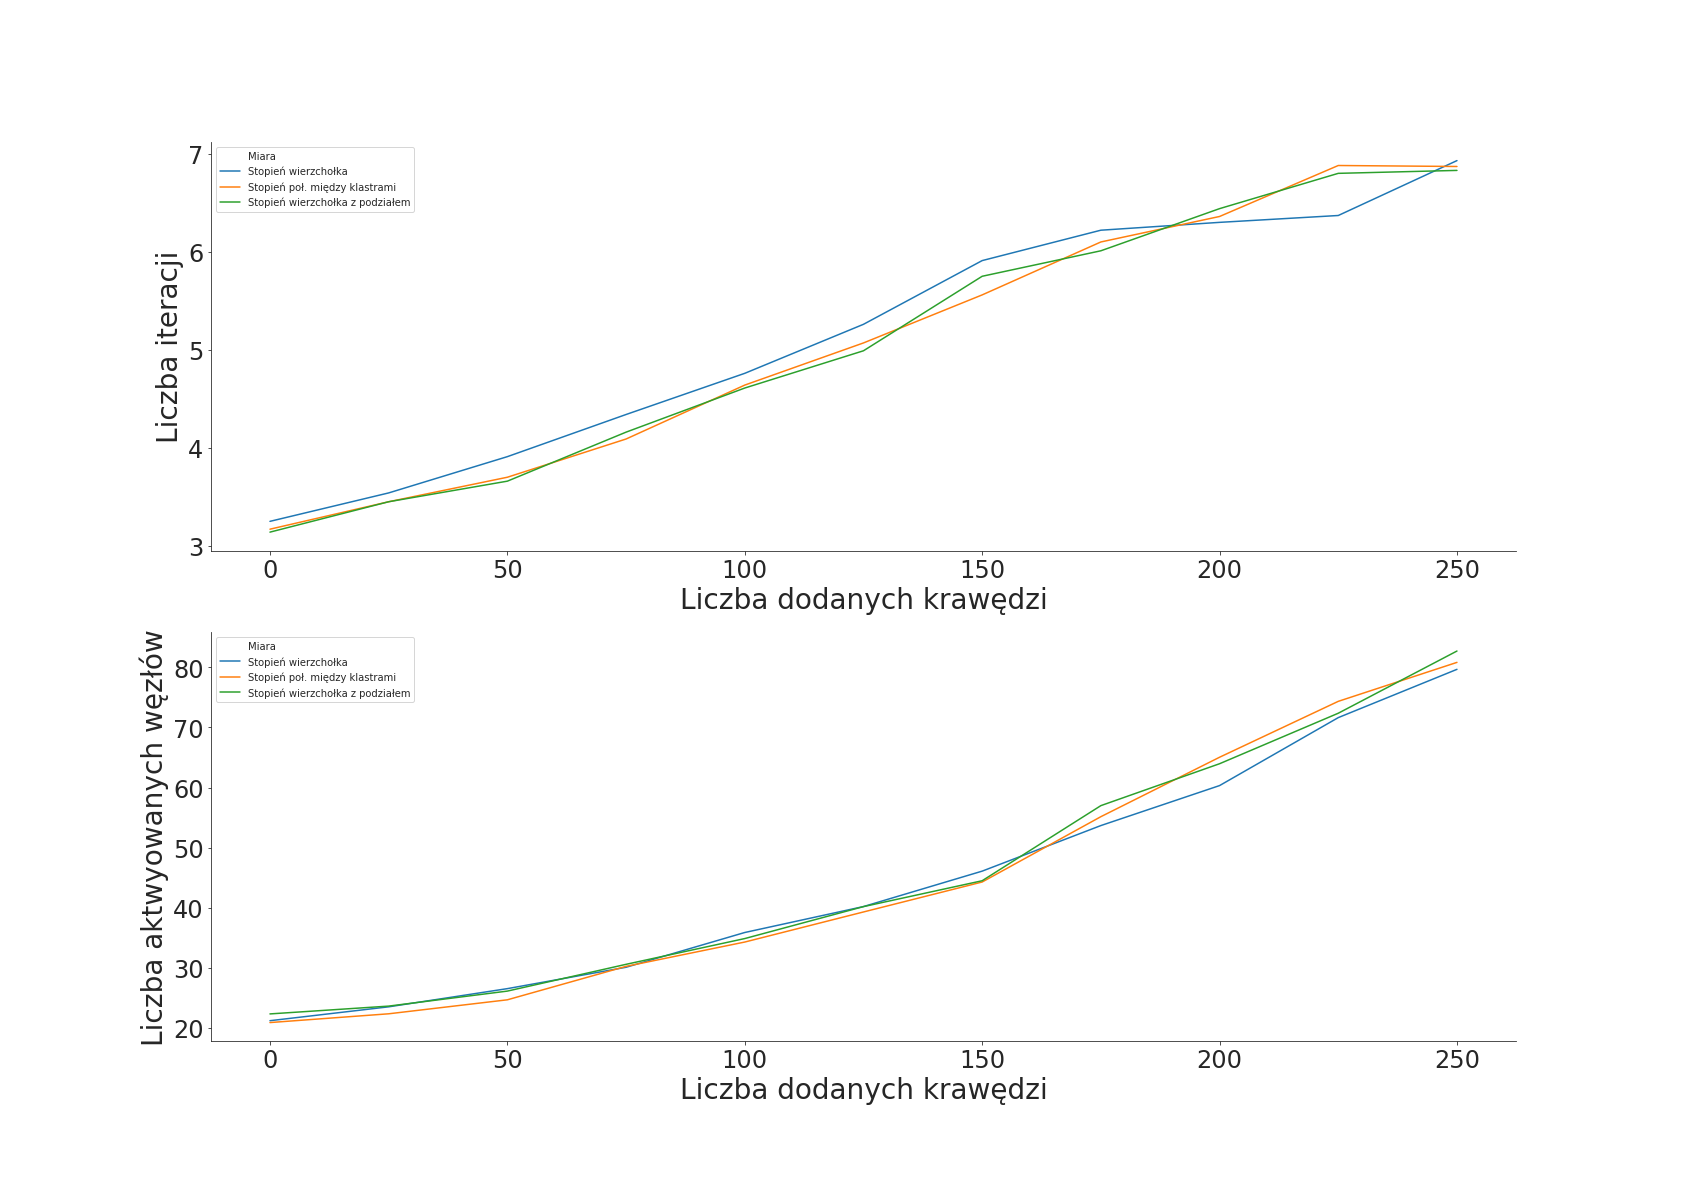 Liczba iteracji
7
6
5
4
3
Miara
Stopień wierzchołka
Stopień poł. między klastrami
Stopień wierzchołka z podziałem
0 50 100 150 200 250
Liczba dodanych krawędzi
Liczba aktwyowanych węzłów
80
70
60
50
40
30
20
Miara
Stopień wierzchołka
Stopień poł. między klastrami
Stopień wierzchołka z podziałem
0 50 100 150 200 250
Liczba dodanych krawędzi